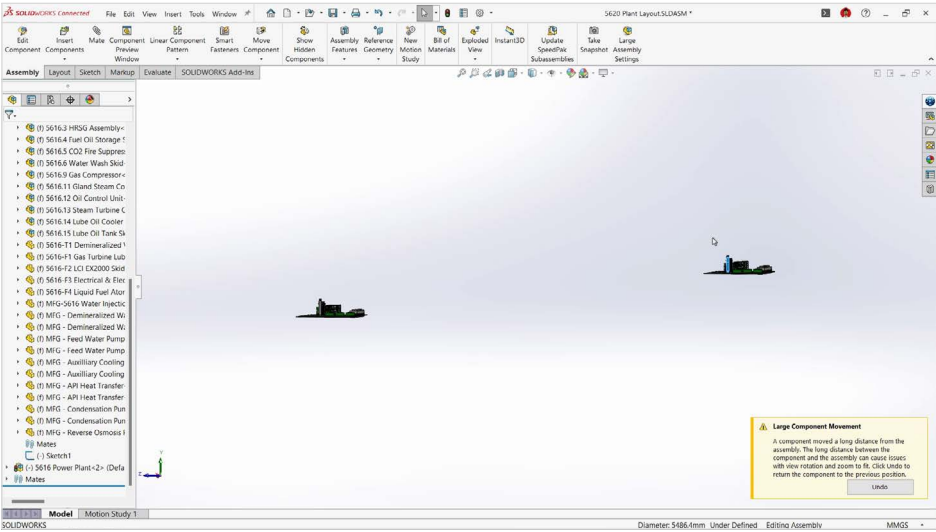 SOLIDWORKS Connected File Edit View Insert Tools Window 5620 Plant Layout.SLDASM *
Edit Component
Insert Components
Mate
Component Preview Window
Linear Component Pattern
Smart Fasteners
Move Component
Show Hidden Components
Assembly Features
Reference Geometry
New Motion Study
Bill of Materials
Exploded View
Instant3D
Update SpeedPak Subassemblies
Take Snapshot
Large Assembly Settings
Assembly Layout Sketch Markup Evaluate SOLIDWORKS Add-Ins
(f) 5616.3 HRSG Assembly<
(f) 5616.4 Fuel Oil Storage S
(f) 5616.5 CO2 Fire Suppres
(f) 5616.6 Water Wash Skid-
(f) 5616.9 Gas Compressor<
(f) 5616.11 Gland Steam Co
(f) 5616.12 Oil Control Unit-
(f) 5616.13 Steam Turbine C
(f) 5616.14 Lube Oil Cooler
(f) 5616.15 Lube Oil Tank Sk
(f) 5616-T1 Demineralized W
(f) 5616-F1 Gas Turbine Lub
(f) 5616-F2 LCI EX2000 Skid
(f) 5616-F3 Electrical & Elec
(f) 5616-F4 Liquid Fuel Ator
(f) MFG-5616 Water Injectic
(f) MFG - Demineralized Wa
(f) MFG - Demineralized Wa
(f) MFG - Feed Water Pump
(f) MFG - Feed Water Pump
(f) MFG - Auxilliary Cooling
(f) MFG - Auxilliary Cooling
(f) MFG - API Heat Transfer-
(f) MFG - API Heat Transfer-
(f) MFG - Condensation Pun
(f) MFG - Condensation Pun
(f) MFG - Reverse Osmosis
Mates
(-) Sketch1
(-) 5616 Power Plant<2> (Defa
Mates
Y
Z
Large Component Movement
A component moved a long distance from the
assembly. The long distance between the
component and the assembly can cause issues
with view rotation and zoom to fit. Click Undo to
return the component to the previous position.
Undo
Model Motion Study 1
SOLIDWORKS Diameter: 5486.4mm Under Defined Editing Assembly MMGS